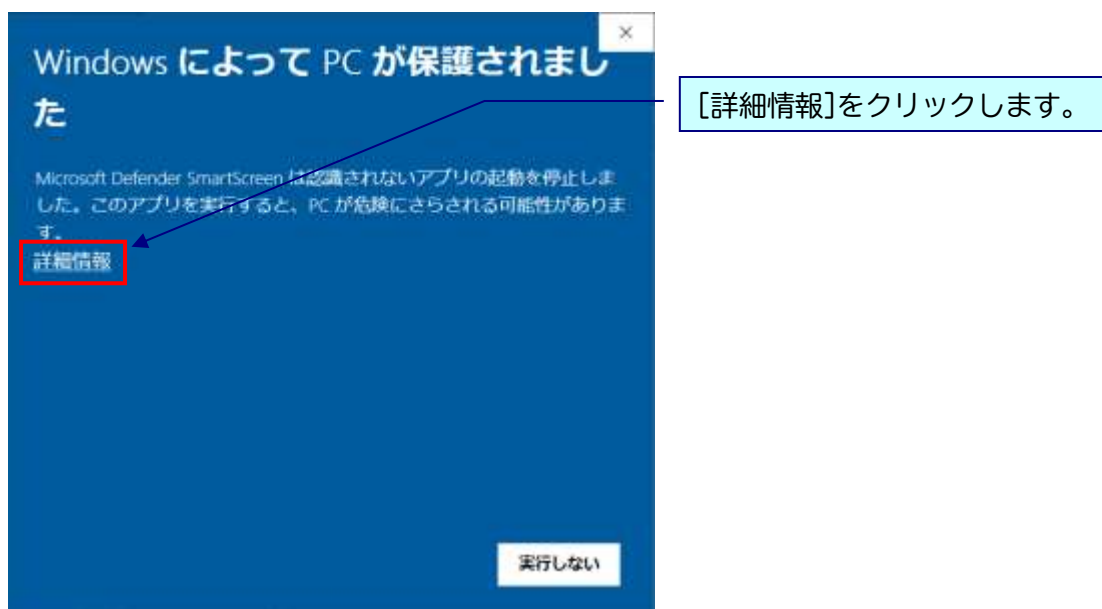 Windows によって PC が保護されまし
た
[詳細情報]をクリックします。
Microsoft Defender SmartScreen は認識されないアプリの起動を停止しま
した。このアプリを実行すると、PC が危険にさらされる可能性がありま
す。
詳細情報
実行しない